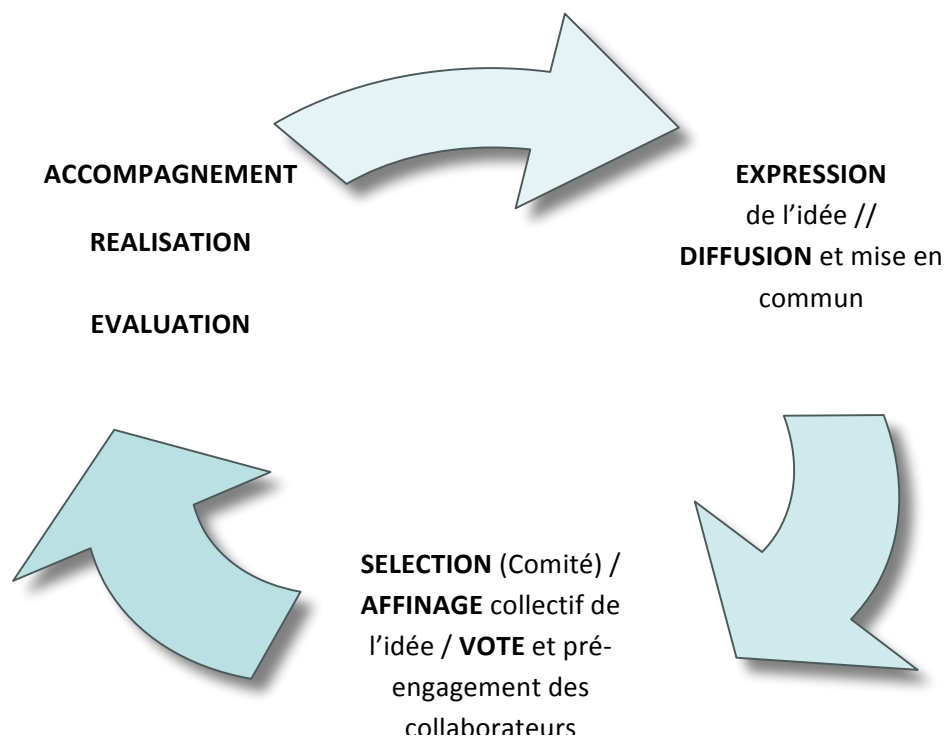 ACCOMPAGNEMENT
REALISATION
EVALUATION
EXPRESSION
de l’idée //
DIFFUSION et mise en
commun
SELECTION (Comité) /
AFFINAGE collectif de
l’idée / VOTE et pré-
engagement des
collaborateurs